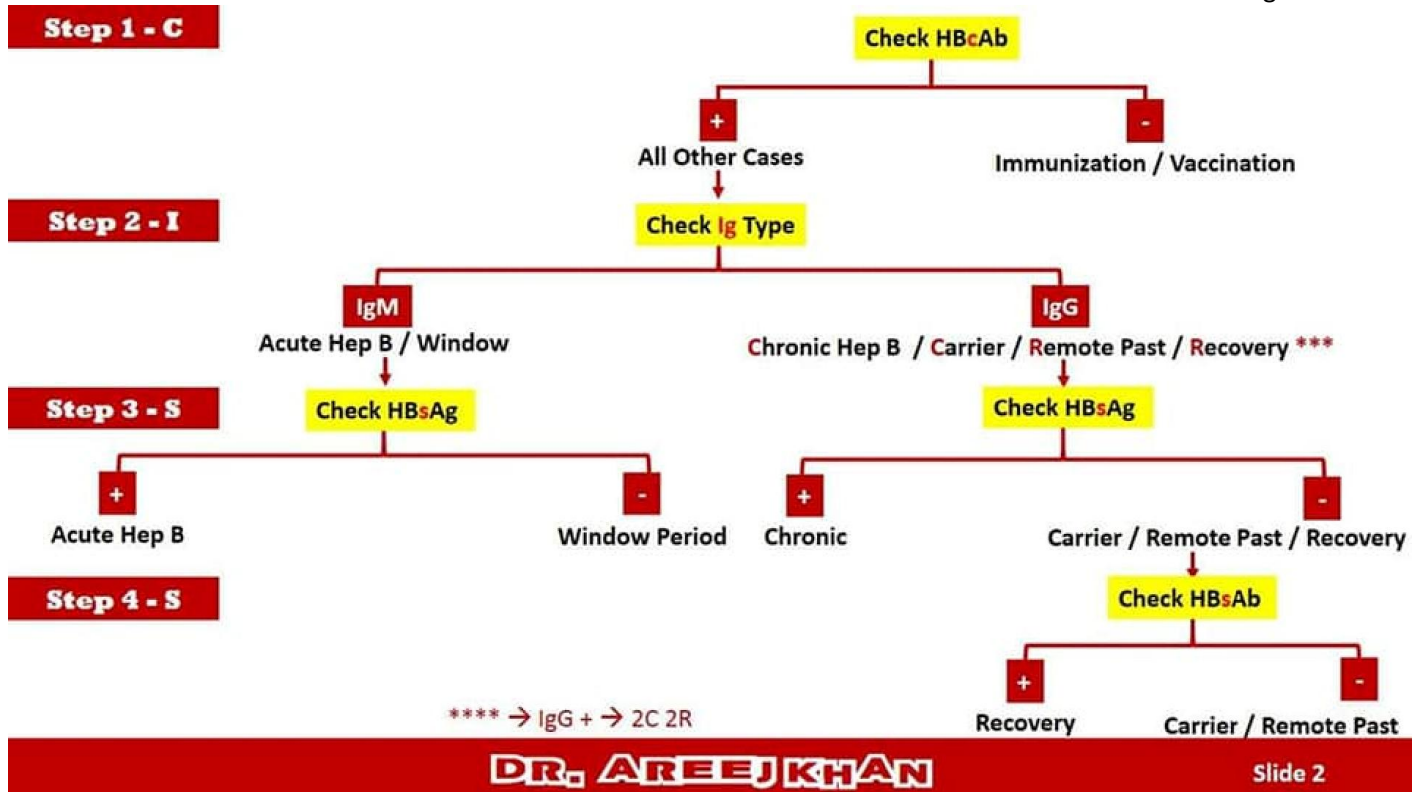 Step 1 - C
Check HBcAb
+
-
All Other Cases
Immunization / Vaccination
Step 2 - I
Check Ig Type
IgM
IgG
Acute Hep B / Window
Chronic Hep B / Carrier / Remote Past / Recovery ***
Step 3 - S
Check HBsAg
Check HBsAg
+
-
+
-
Acute Hep B
Window Period
Chronic
Carrier / Remote Past / Recovery
Step 4 - S
Check HBsAb
+
-
**** → IgG + → 2C 2R
Recovery
Carrier / Remote Past
DR. AREEJ KHAN
Slide 2